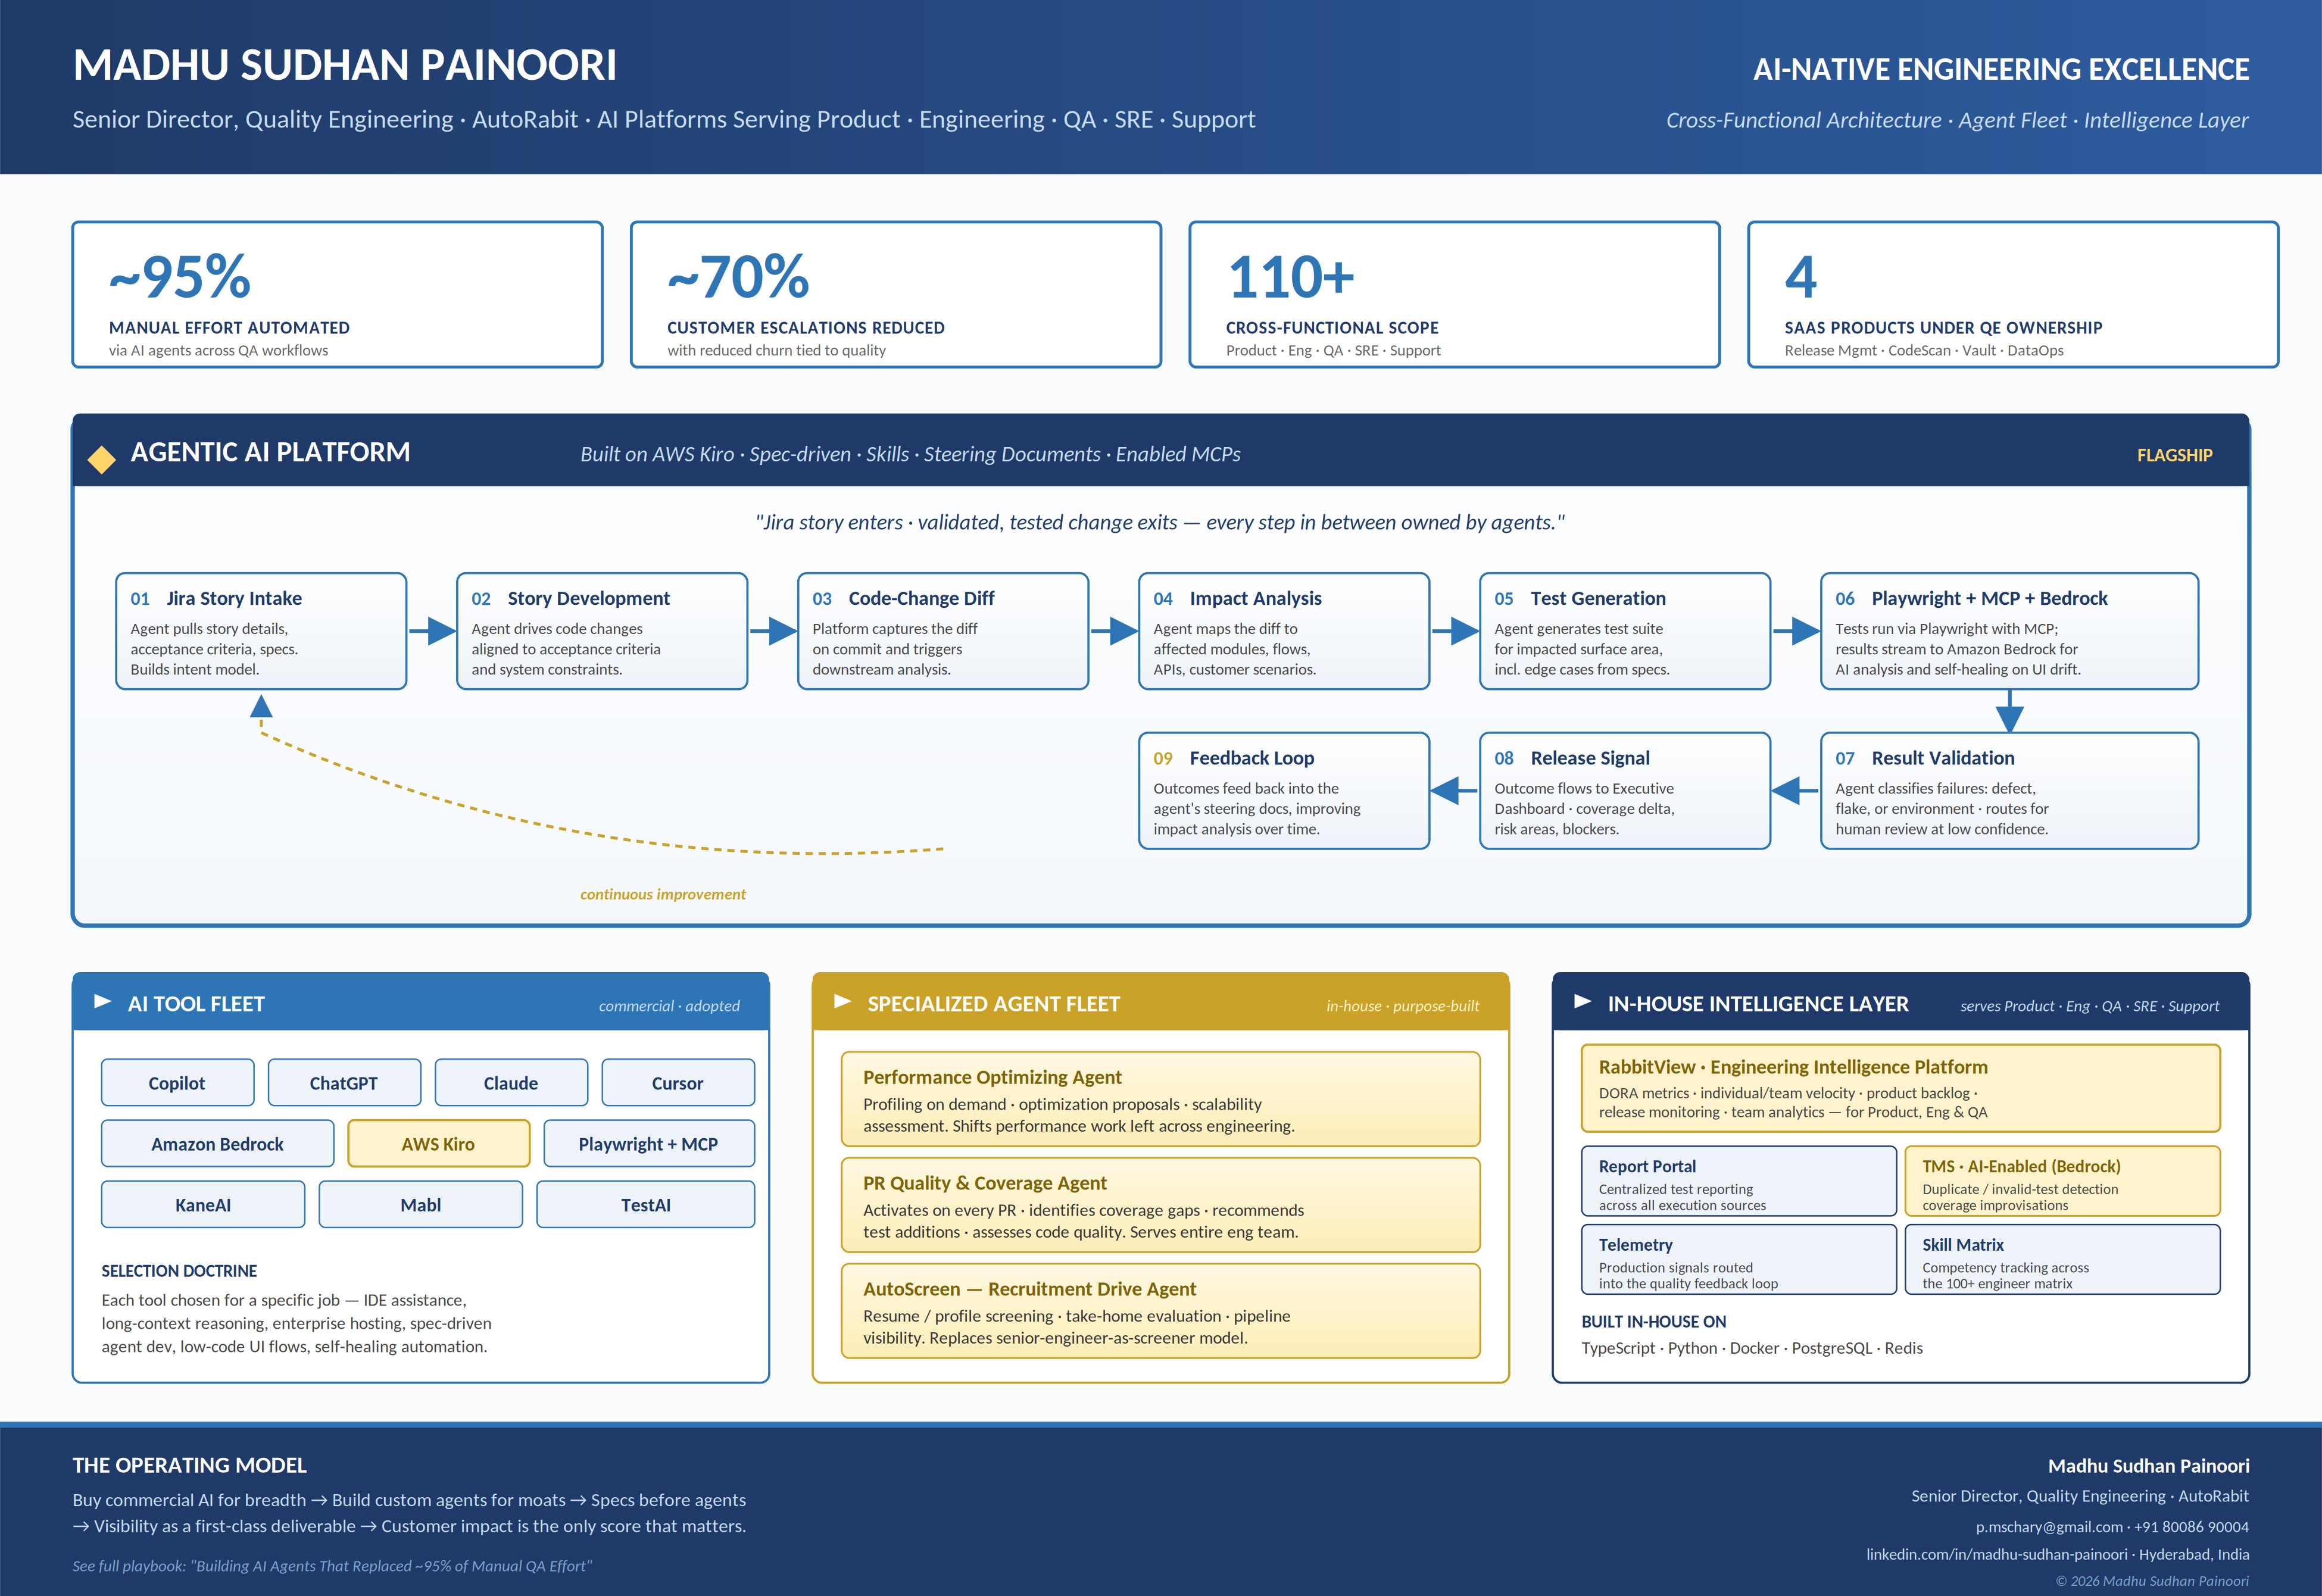 MADHU SUDHAN PAINOORI
Senior Director, Quality Engineering · AutoRabit · AI Platforms Serving Product · Engineering · QA · SRE · Support
AI-NATIVE ENGINEERING EXCELLENCE
Cross-Functional Architecture · Agent Fleet · Intelligence Layer
~95%
MANUAL EFFORT AUTOMATED
via AI agents across QA workflows
~70%
CUSTOMER ESCALATIONS REDUCED
with reduced churn tied to quality
110+
CROSS-FUNCTIONAL SCOPE
Product · Eng · QA · SRE · Support
4
SAAS PRODUCTS UNDER QE OWNERSHIP
Release Mgmt · CodeScan · Vault · DataOps
AGENTIC AI PLATFORM
Built on AWS Kiro · Spec-driven · Skills · Steering Documents · Enabled MCPs
FLAGSHIP
"Jira story enters · validated, tested change exits — every step in between owned by agents."
01 Jira Story Intake
Agent pulls story details,
acceptance criteria, specs.
Builds intent model.
02 Story Development
Agent drives code changes
aligned to acceptance criteria
and system constraints.
03 Code-Change Diff
Platform captures the diff
on commit and triggers
downstream analysis.
04 Impact Analysis
Agent maps the diff to
affected modules, flows,
APIs, customer scenarios.
05 Test Generation
Agent generates test suite
for impacted surface area,
incl. edge cases from specs.
06 Playwright + MCP + Bedrock
Tests run via Playwright with MCP;
results stream to Amazon Bedrock for
AI analysis and self-healing on UI drift.
07 Result Validation
Agent classifies failures: defect,
flake, or environment · routes for
human review at low confidence.
08 Release Signal
Outcome flows to Executive
Dashboard · coverage delta,
risk areas, blockers.
09 Feedback Loop
Outcomes feed back into the
agent's steering docs, improving
impact analysis over time.
continuous improvement
AI TOOL FLEET
commercial · adopted
Copilot
ChatGPT
Claude
Cursor
Amazon Bedrock
AWS Kiro
Playwright + MCP
KaneAI
Mabl
TestAI
SELECTION DOCTRINE
Each tool chosen for a specific job — IDE assistance,
long-context reasoning, enterprise hosting, spec-driven
agent dev, low-code UI flows, self-healing automation.
SPECIALIZED AGENT FLEET
in-house · purpose-built
Performance Optimizing Agent
Profiling on demand · optimization proposals · scalability
assessment. Shifts performance work left across engineering.
PR Quality & Coverage Agent
Activates on every PR · identifies coverage gaps · recommends
test additions · assesses code quality. Serves entire eng team.
AutoScreen — Recruitment Drive Agent
Resume / profile screening · take-home evaluation · pipeline
visibility. Replaces senior-engineer-as-screener model.
IN-HOUSE INTELLIGENCE LAYER
serves Product · Eng · QA · SRE · Support
RabbitView · Engineering Intelligence Platform
DORA metrics · individual/team velocity · product backlog ·
release monitoring · team analytics — for Product, Eng & QA
Report Portal
Centralized test reporting
across all execution sources
TMS · AI-Enabled (Bedrock)
Duplicate / invalid-test detection
coverage improvisations
Telemetry
Production signals routed
into the quality feedback loop
Skill Matrix
Competency tracking across
the 100+ engineer matrix
BUILT IN-HOUSE ON
TypeScript · Python · Docker · PostgreSQL · Redis
THE OPERATING MODEL
Buy commercial AI for breadth → Build custom agents for moats → Specs before agents
→ Visibility as a first-class deliverable → Customer impact is the only score that matters.
See full playbook: "Building AI Agents That Replaced ~95% of Manual QA Effort"
Madhu Sudhan Painoori
Senior Director, Quality Engineering · AutoRabit
p.mschary@gmail.com · +91 80086 90004
linkedin.com/in/madhu-sudhan-painoori · Hyderabad, India
© 2026 Madhu Sudhan Painoori